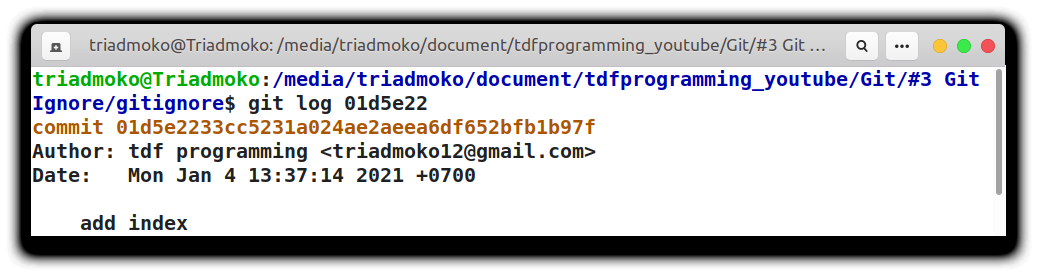 triadmoko@Triadmoko: /media/triadmoko/document/tdfprogramming_youtube/Git/#3 Git ...
triadmoko@Triadmoko:/media/triadmoko/document/tdfprogramming_youtube/Git/#3 Git
Ignore/gitignore$ git log 01d5e22
commit 01d5e2233cc5231a024ae2aeea6df652bfb1b97f
Author: tdf programming <triadmoko12@gmail.com>
Date:   Mon Jan 4 13:37:14 2021 +0700
    add index